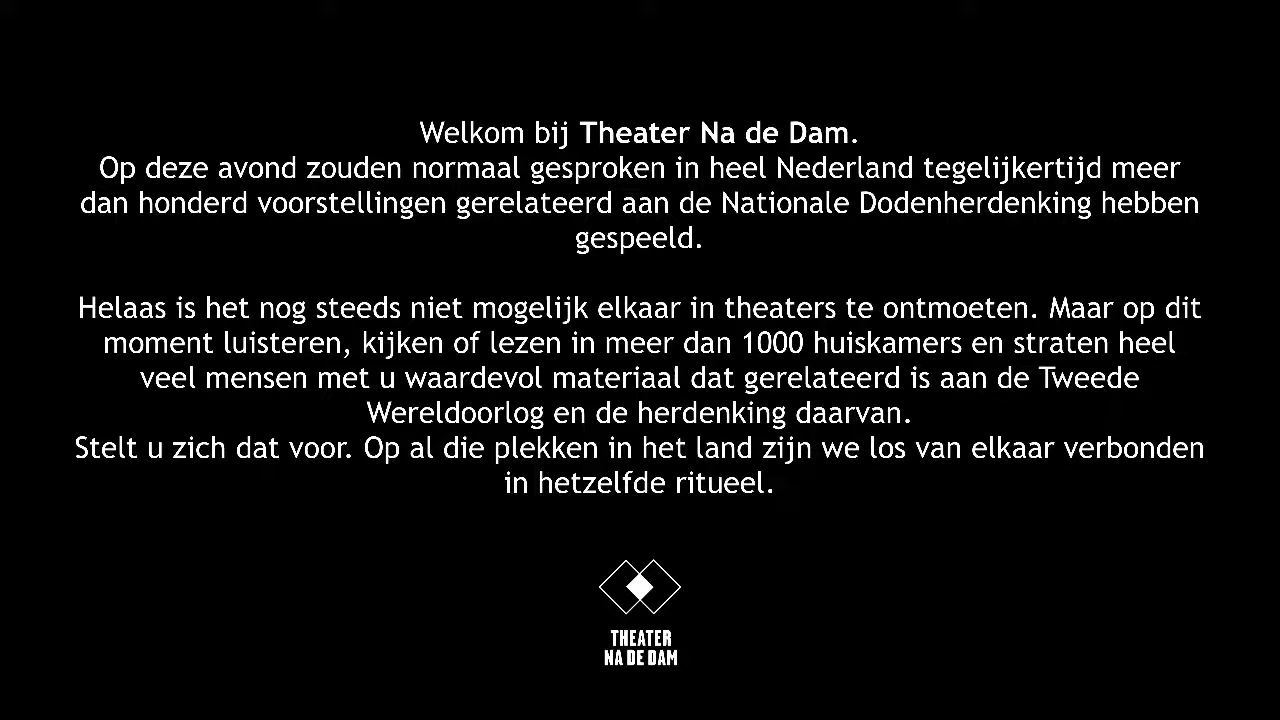 Welkom bij Theater Na de Dam.
Op deze avond zouden normaal gesproken in heel Nederland tegelijkertijd meer
dan honderd voorstellingen gerelateerd aan de Nationale Dodenherdenking hebben
gespeeld.
Helaas is het nog steeds niet mogelijk elkaar in theaters te ontmoeten. Maar op dit
moment luisteren, kijken of lezen in meer dan 1000 huiskamers en straten heel
veel mensen met u waardevol materiaal dat gerelateerd is aan de Tweede
Wereldoorlog en de herdenking daarvan.
Stelt u zich dat voor. Op al die plekken in het land zijn we los van elkaar verbonden
in hetzelfde ritueel.
THEATER
NA DE DAM